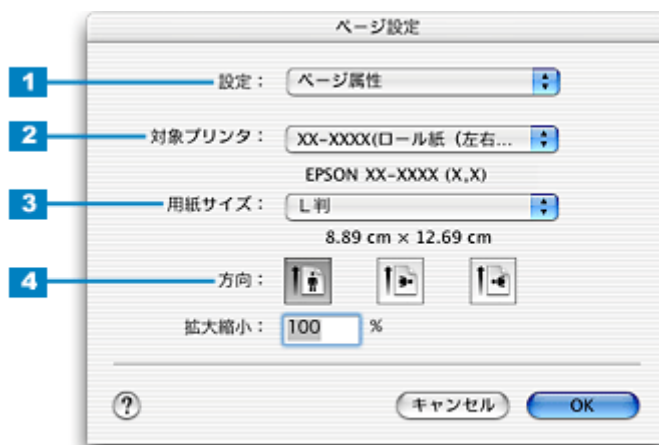 ページ設定
1 設定： ページ属性
2 対象プリンタ： XX-XXXX(ロール紙（左右...
EPSON XX-XXXX (X,X)
3 用紙サイズ： L判
8.89 cm × 12.69 cm
4 方向：
拡大縮小： 100 %
? キャンセル OK